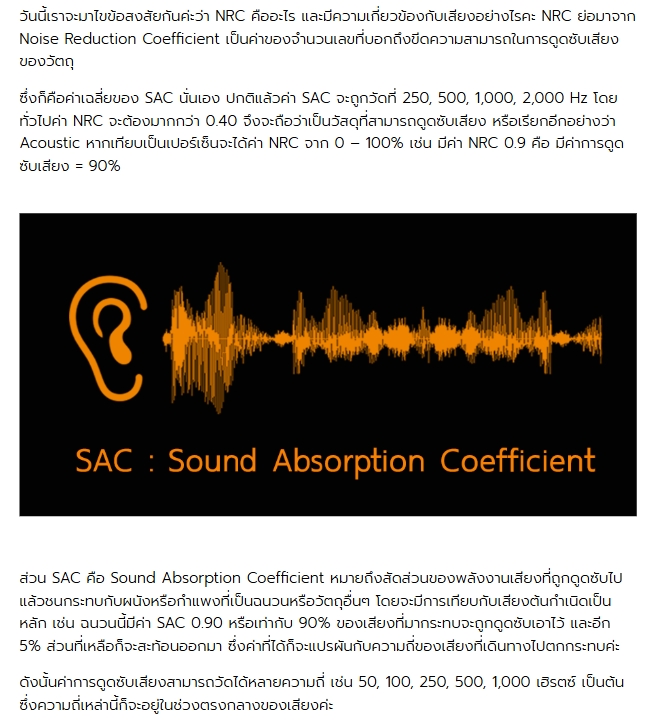 วันนี้เราจะมาไขข้อสงสัยกันค่ะว่า NRC คืออะไร และมีความเกี่ยวข้องกับเสียงอย่างไรคะ NRC ย่อมาจาก
Noise Reduction Coefficient เป็นค่าของจำนวนเลขที่บอกถึงขีดความสามารถในการดูดซับเสียง
ของวัตถุ
ซึ่งก็คือค่าเฉลี่ยของ SAC นั่นเอง ปกติแล้วค่า SAC จะถูกวัดที่ 250, 500, 1,000, 2,000 Hz โดย
ทั่วไปค่า NRC จะต้องมากกว่า 0.40 จึงจะถือว่าเป็นวัสดุที่สามารถดูดซับเสียง หรือเรียกอีกอย่างว่า
Acoustic หากเทียบเป็นเปอร์เซ็นจะได้ค่า NRC จาก 0 – 100% เช่น มีค่า NRC 0.9 คือ มีค่าการดูด
ซับเสียง = 90%
SAC : Sound Absorption Coefficient
ส่วน SAC คือ Sound Absorption Coefficient หมายถึงสัดส่วนของพลังงานเสียงที่ถูกดูดซับไป
แล้วชนกระทบกับผนังหรือกำแพงที่เป็นฉนวนหรือวัตถุอื่นๆ โดยจะมีการเทียบกับเสียงต้นกำเนิดเป็น
หลัก เช่น ฉนวนนี้มีค่า SAC 0.90 หรือเท่ากับ 90% ของเสียงที่มากระทบจะถูกดูดซับเอาไว้ และอีก
5% ส่วนที่เหลือก็จะสะท้อนออกมา ซึ่งค่าที่ได้ก็จะแปรผันกับความถี่ของเสียงที่เดินทางไปตกกระทบค่ะ
ดังนั้นค่าการดูดซับเสียงสามารถวัดได้หลายความถี่ เช่น 50, 100, 250, 500, 1,000 เฮิรตซ์ เป็นต้น
ซึ่งความถี่เหล่านี้ก็จะอยู่ในช่วงตรงกลางของเสียงค่ะ